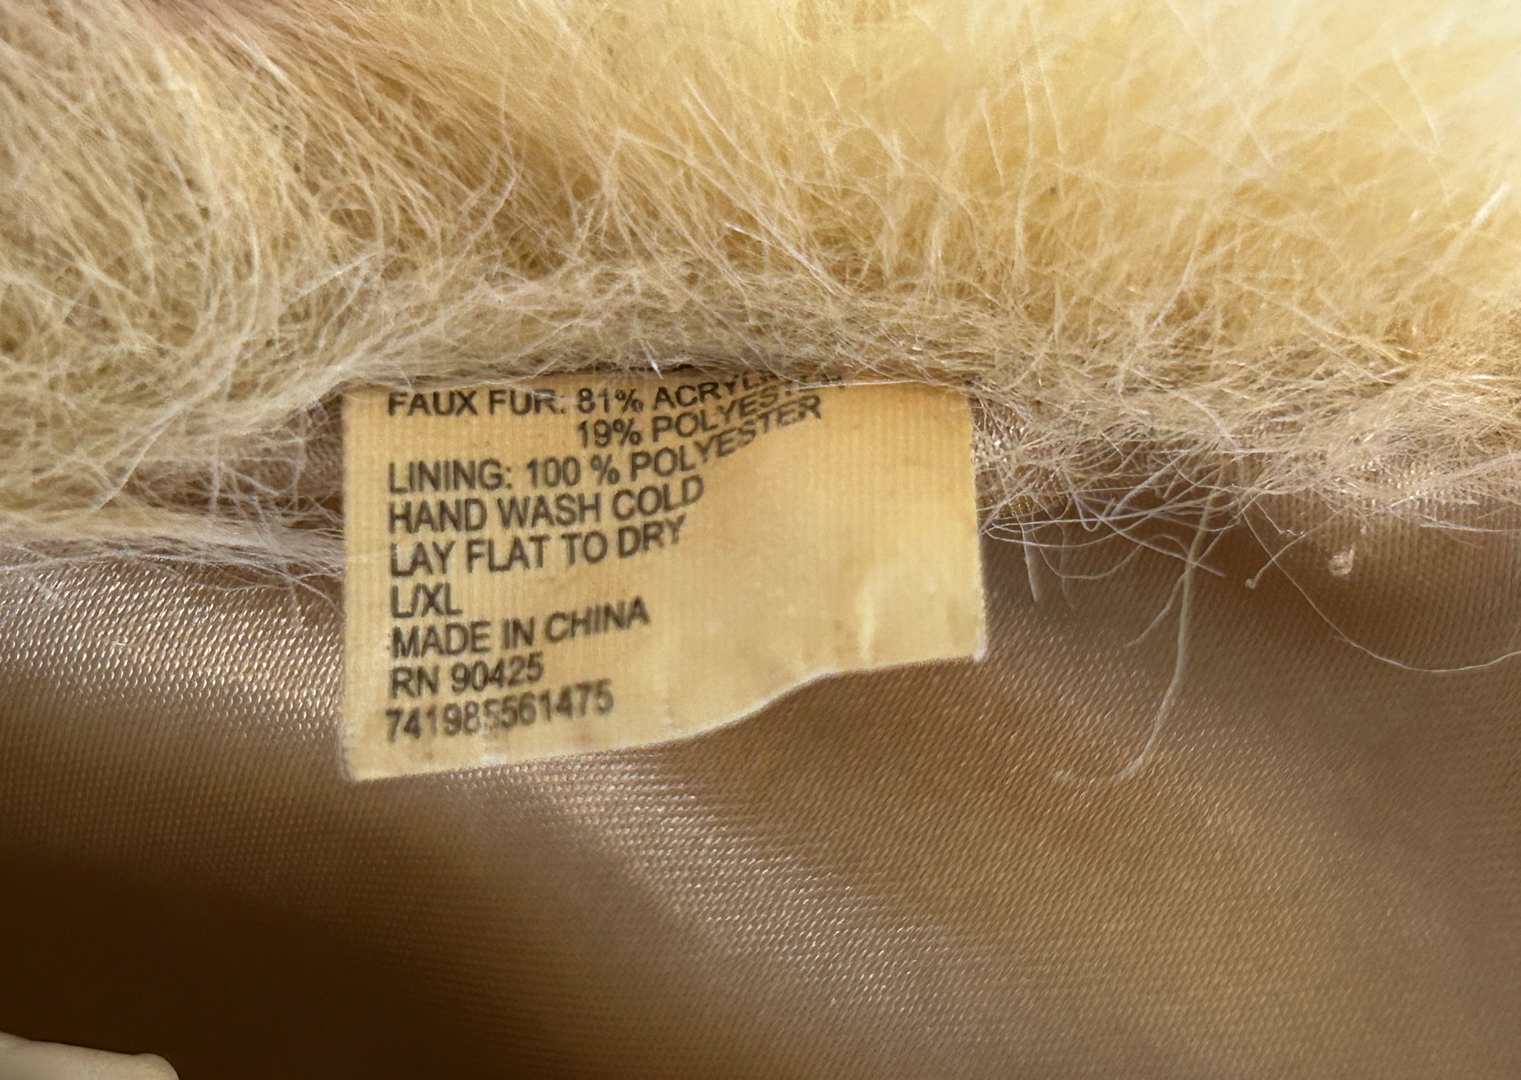 FAUX FUR: 81% ACRYLIC
19% POLYESTER
LINING: 100 % POLYESTER
HAND WASH COLD
LAY FLAT TO DRY
L/XL
MADE IN CHINA
RN 90425
741985561475